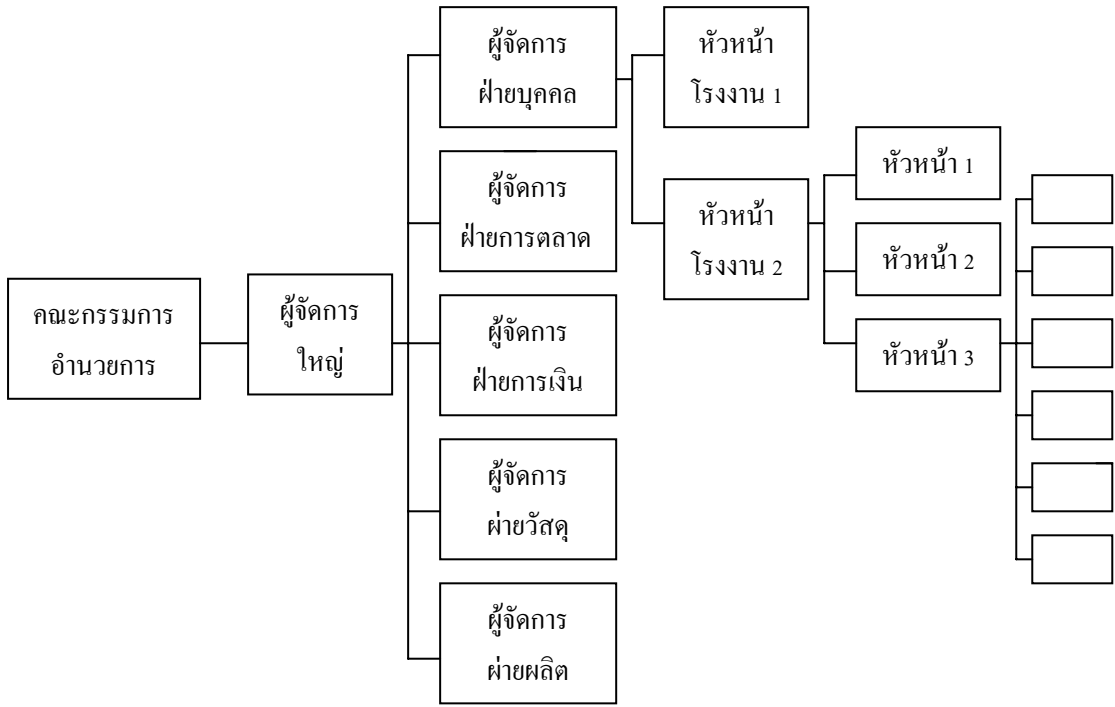 คณะกรรมการ
อำนวยการ
ผู้จัดการ
ใหญ่
ผู้จัดการ
ฝ่ายบุคคล
ผู้จัดการ
ฝ่ายการตลาด
ผู้จัดการ
ฝ่ายการเงิน
ผู้จัดการ
ผ่ายวัสดุ
ผู้จัดการ
ผ่ายผลิต
หัวหน้า
โรงงาน 1
หัวหน้า
โรงงาน 2
หัวหน้า 1
หัวหน้า 2
หัวหน้า 3